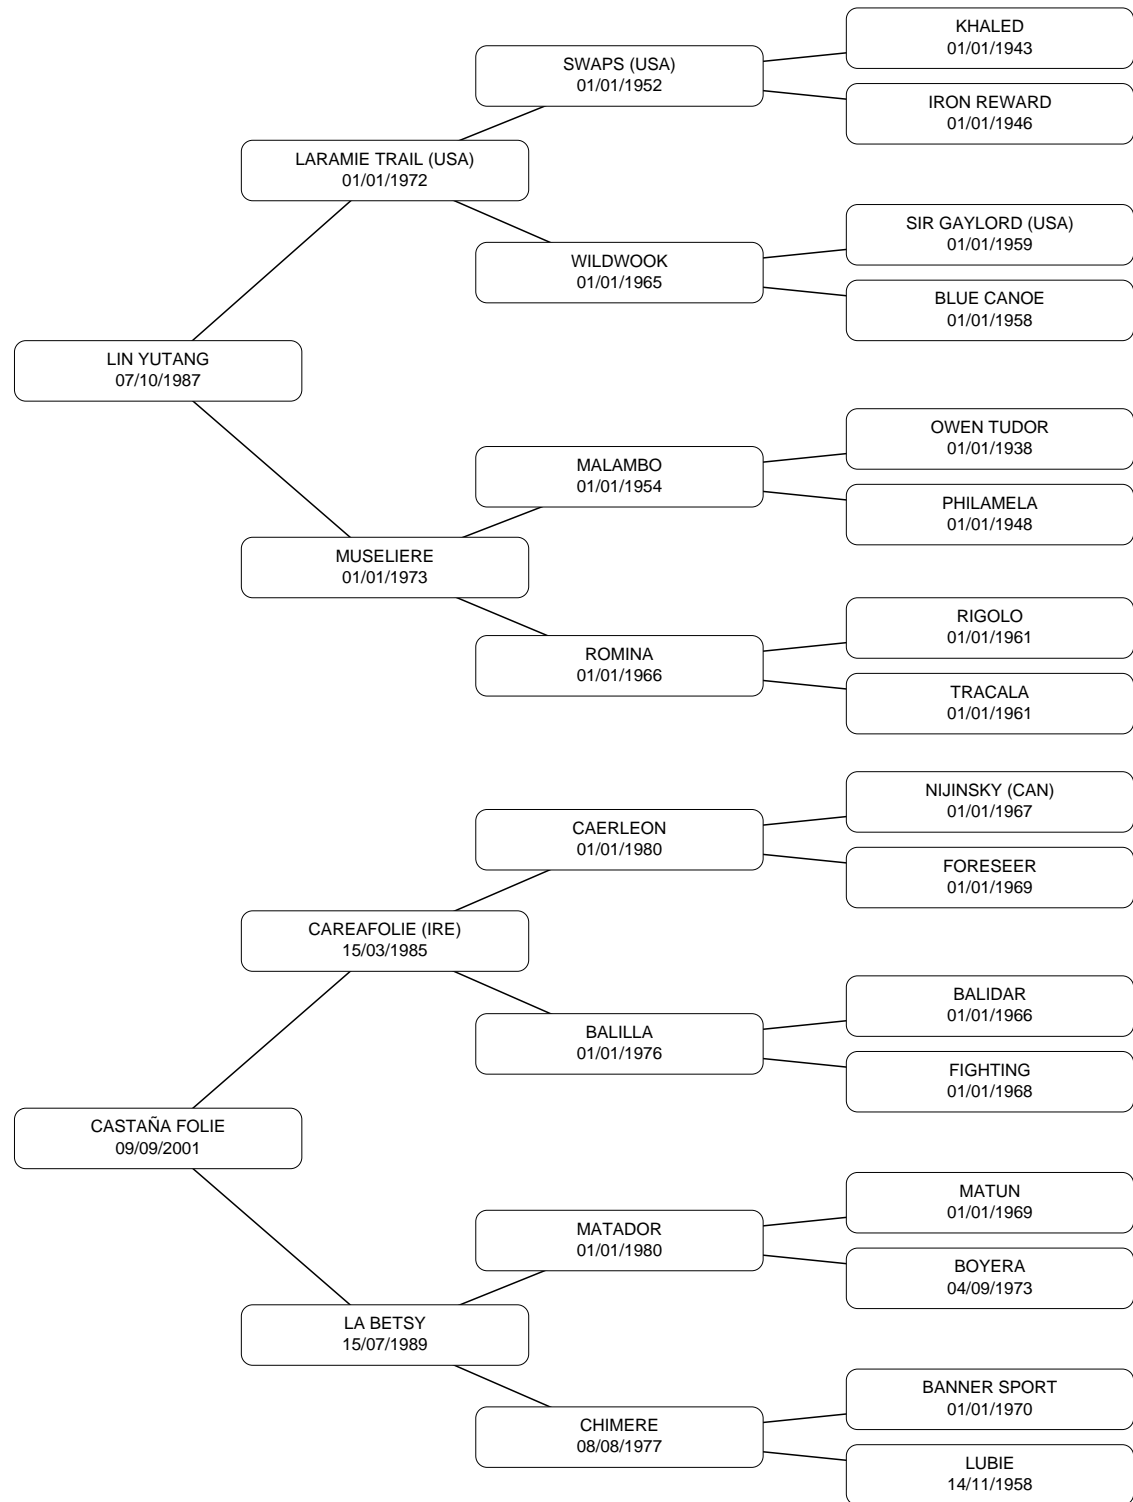 KHALED
01/01/1943
SWAPS (USA)
01/01/1952
IRON REWARD
01/01/1946
LARAMIE TRAIL (USA)
01/01/1972
SIR GAYLORD (USA)
01/01/1959
WILDWOOK
01/01/1965
BLUE CANOE
01/01/1958
LIN YUTANG
07/10/1987
OWEN TUDOR
01/01/1938
MALAMBO
01/01/1954
PHILAMELA
01/01/1948
MUSELIERE
01/01/1973
RIGOLO
01/01/1961
ROMINA
01/01/1966
TRACALA
01/01/1961
NIJINSKY (CAN)
01/01/1967
CAERLEON
01/01/1980
FORESEER
01/01/1969
CAREAFOLIE (IRE)
15/03/1985
BALIDAR
01/01/1966
BALILLA
01/01/1976
FIGHTING
01/01/1968
CASTAÑA FOLIE
09/09/2001
MATUN
01/01/1969
MATADOR
01/01/1980
BOYERA
04/09/1973
LA BETSY
15/07/1989
BANNER SPORT
01/01/1970
CHIMERE
08/08/1977
LUBIE
14/11/1958